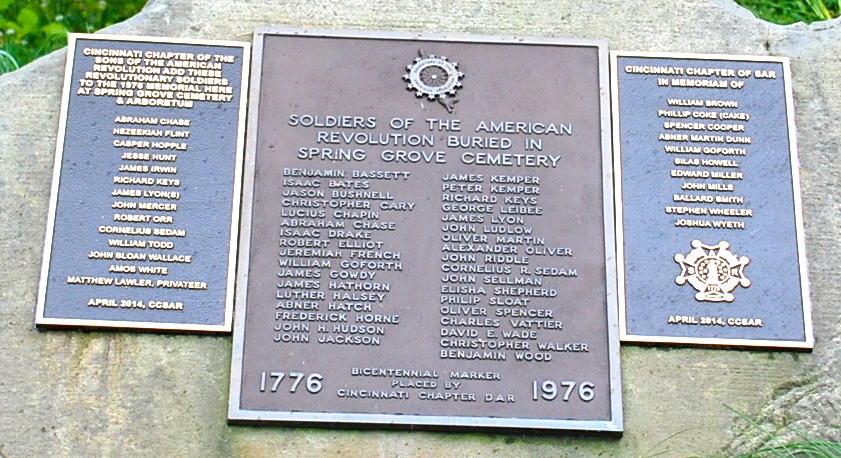 CINCINNATI CHAPTER OF THE
SONS OF THE AMERICAN
REVOLUTION ADD THESE
REVOLUTIONARY SOLDIERS
TO THE 1976 MEMORIAL HERE
AT SPRING GROVE CEMETERY
& ARBORETUM
ABRAHAM CHASE
HEZEKIAH FLINT
CASPER HOPPLE
JESSE HUNT
JAMES IRWIN
RICHARD KEYS
JAMES LYON(S)
JOHN MERCER
ROBERT ORR
CORNELIUS SEDAM
WILLIAM TODD
JOHN SLOAN WALLACE
AMOS WHITE
MATTHEW LAWLER, PRIVATEER
APRIL 2014, CCSAR
SOLDIERS OF THE AMERICAN
REVOLUTION BURIED IN
SPRING GROVE CEMETERY
BENJAMIN BASSETT
ISAAC BATES
JASON BUSHNELL
CHRISTOPHER CARY
LUCIUS CHAPIN
ABRAHAM CHASE
ISAAC DRAKE
ROBERT ELLIOT
JEREMIAH FRENCH
WILLIAM GOFORTH
JAMES GOWDY
JAMES HATHORN
LUTHER HALSEY
ABNER HATCH
FREDERICK HORNE
JOHN H. HUDSON
JOHN JACKSON
JAMES KEMPER
PETER KEMPER
RICHARD KEYS
GEORGE LEIBEE
JAMES LYON
JOHN LUDLOW
OLIVER MARTIN
ALEXANDER OLIVER
JOHN RIDDLE
CORNELIUS R. SEDAM
JOHN SELLMAN
ELISHA SHEPHERD
PHILIP SLOAT
OLIVER SPENCER
CHARLES VATTIER
DAVID E. WADE
CHRISTOPHER WALKER
BENJAMIN WOOD
1776
BICENTENNIAL MARKER
PLACED BY
CINCINNATI CHAPTER D A R
1976
CINCINNATI CHAPTER OF SAR
IN MEMORIAM OF
WILLIAM BROWN
PHILLIP COKE (CAKE)
SPENCER COOPER
ABNER MARTIN DUNN
WILLIAM GOFORTH
SILAS HOWELL
EDWARD MILLER
JOHN MILLS
BALLARD SMITH
STEPHEN WHEELER
JOSHUA WYETH
APRIL 2014, CCSAR